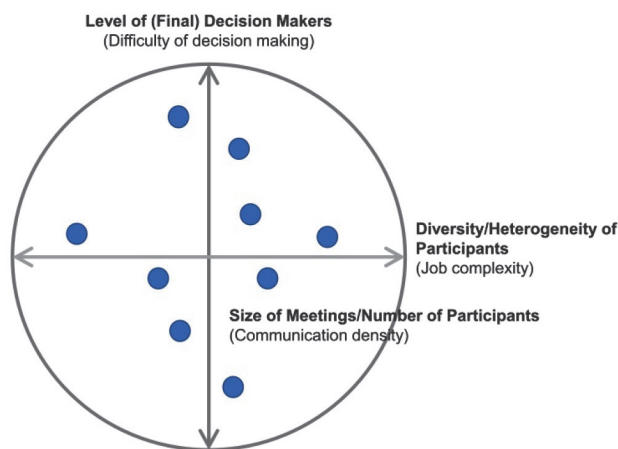 Level of (Final) Decision Makers
(Difficulty of decision making)
Diversity/Heterogeneity of
Participants
(Job complexity)
Size of Meetings/Number of Participants
(Communication density)